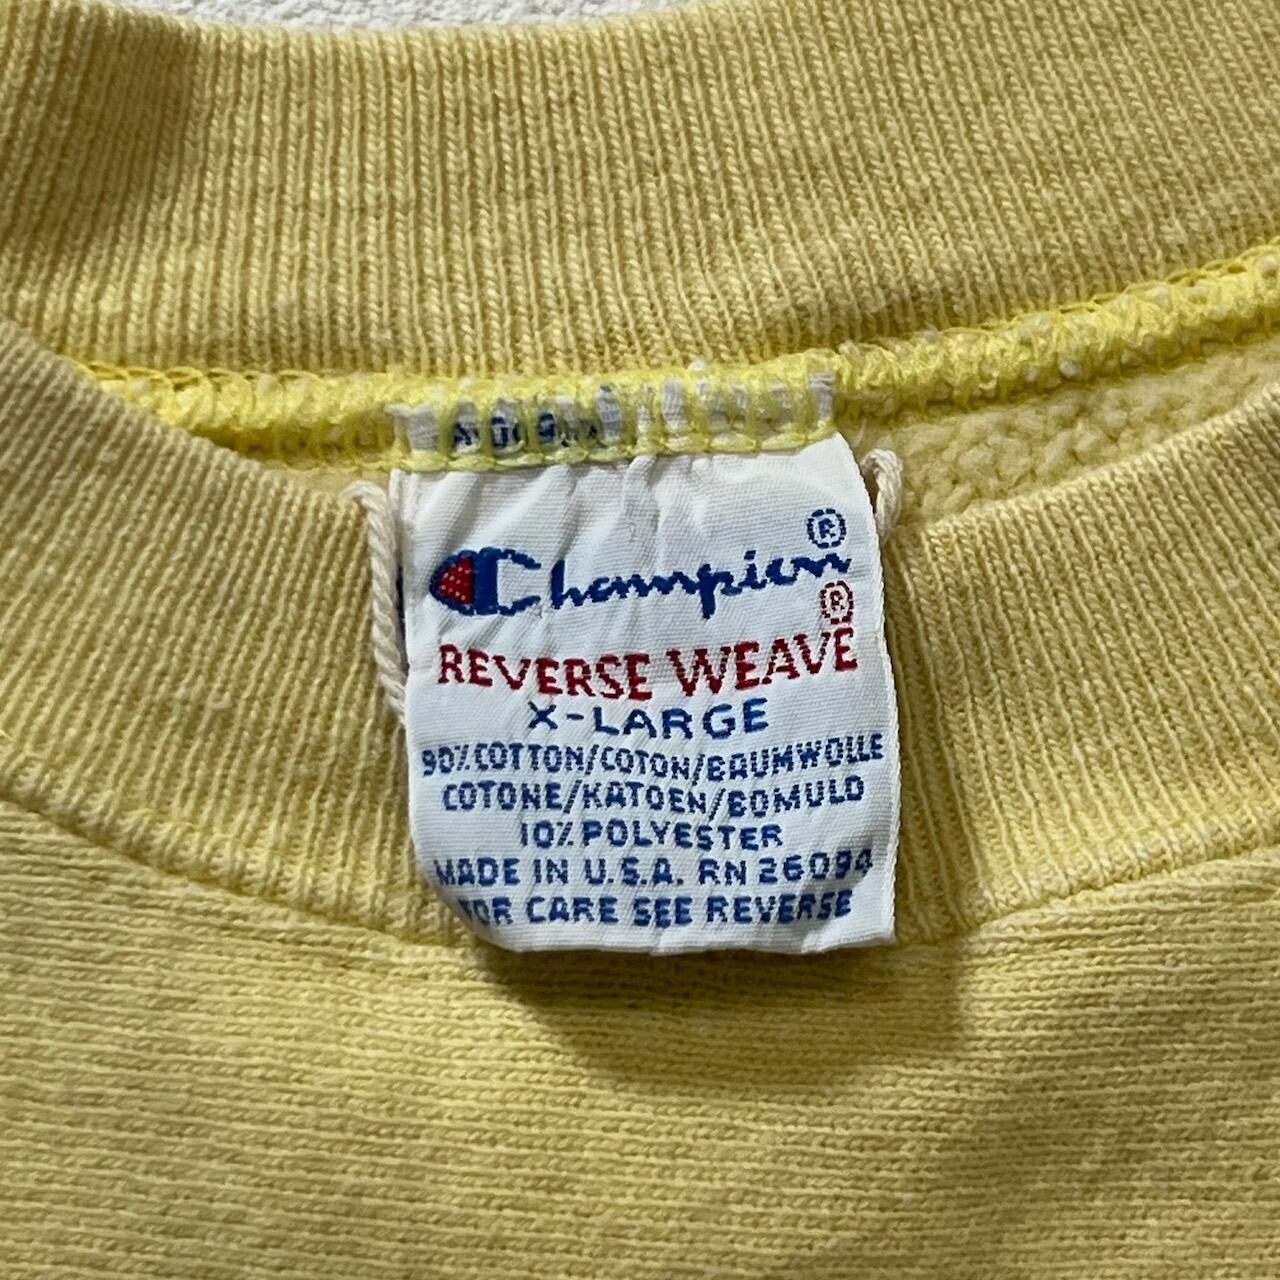 Champion®
REVERSE WEAVE®
X-LARGE
90% COTTON/COTON/BAUMWOLLE
COTONE/KATOEN/BOMULD
10% POLYESTER
MADE IN U.S.A. RN 26094
FOR CARE SEE REVERSE